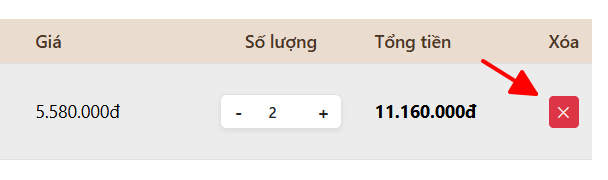 Giá Số lượng Tổng tiền Xóa
5.580.000đ - 2 + 11.160.000đ ×